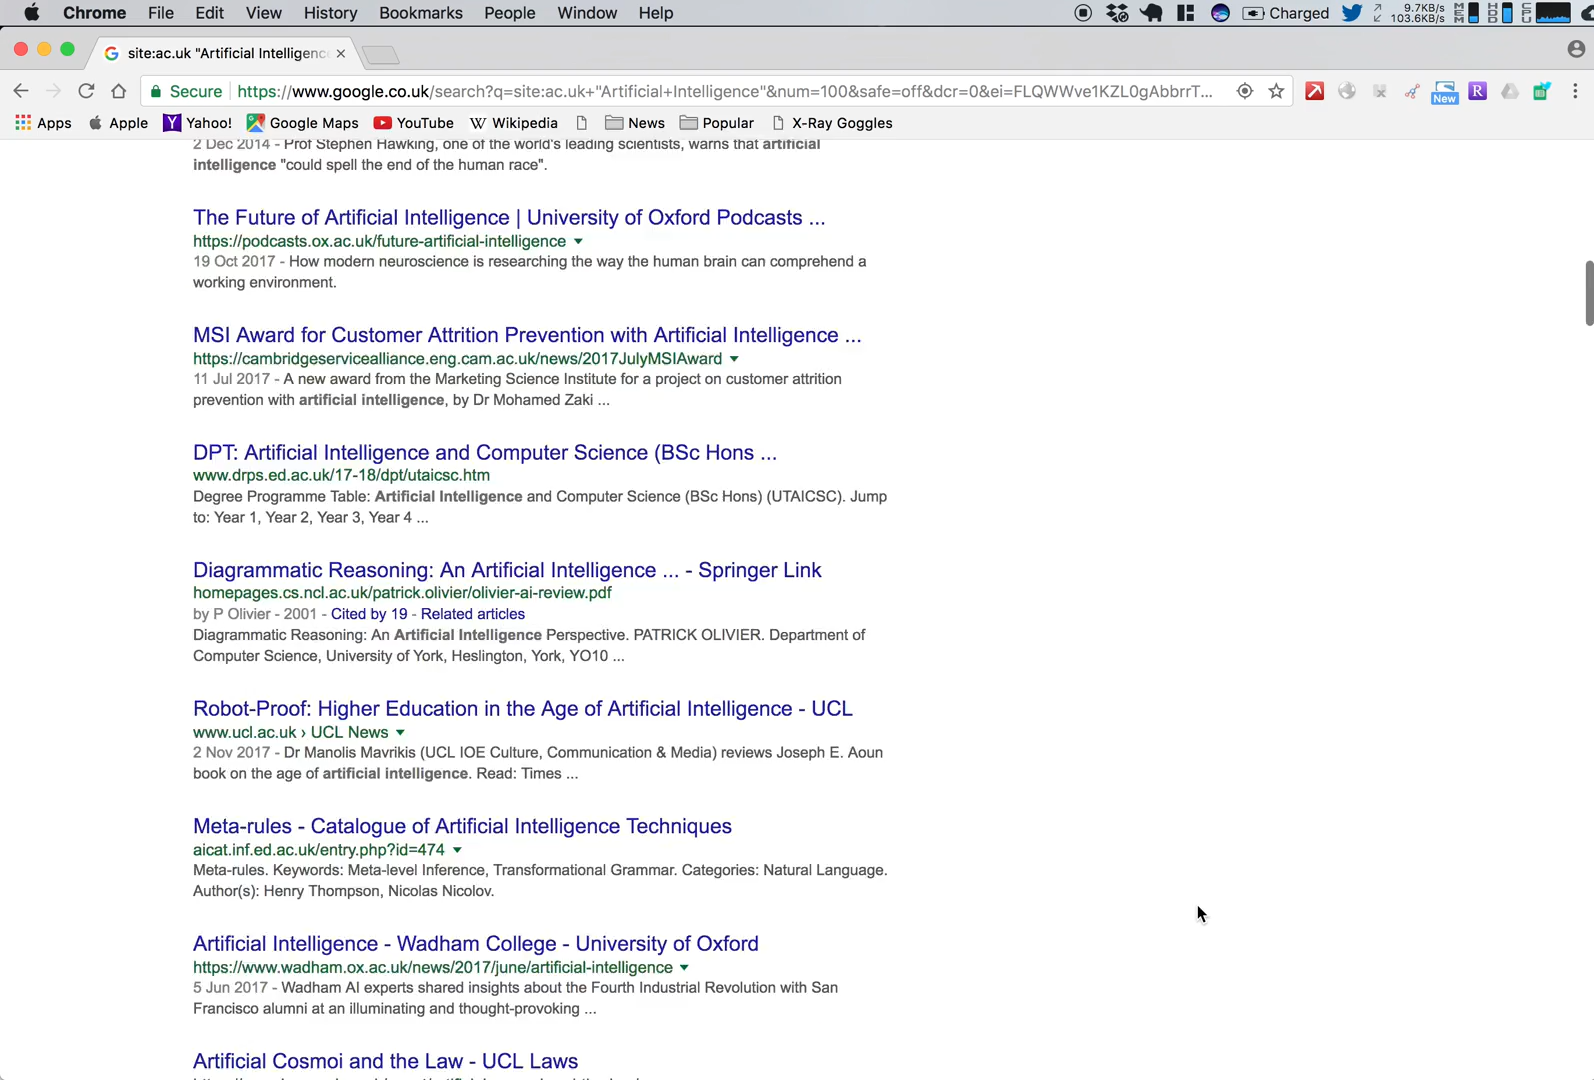 Chrome File Edit View History Bookmarks People Window Help Charged 9.7KB/s 103.6KB/s MEM HDD CPU
site:ac.uk "Artificial Intelligenc
Secure https://www.google.co.uk/search?q=site:ac.uk+"Artificial+Intelligence"&num=100&safe=off&dcr=0&ei=FLQWWve1KZL0gAbbrrT... New
Apps Apple Yahoo! Google Maps YouTube Wikipedia News Popular X-Ray Goggles
2 Dec 2014 - Prof Stephen Hawking, one of the world's leading scientists, warns that artificial
intelligence "could spell the end of the human race".
The Future of Artificial Intelligence | University of Oxford Podcasts ...
https://podcasts.ox.ac.uk/future-artificial-intelligence
19 Oct 2017 - How modern neuroscience is researching the way the human brain can comprehend a
working environment.
MSI Award for Customer Attrition Prevention with Artificial Intelligence ...
https://cambridgeservicealliance.eng.cam.ac.uk/news/2017JulyMSIAward
11 Jul 2017 - A new award from the Marketing Science Institute for a project on customer attrition
prevention with artificial intelligence, by Dr Mohamed Zaki ...
DPT: Artificial Intelligence and Computer Science (BSc Hons ...
www.drps.ed.ac.uk/17-18/dpt/utaicsc.htm
Degree Programme Table: Artificial Intelligence and Computer Science (BSc Hons) (UTAICSC). Jump
to: Year 1, Year 2, Year 3, Year 4 ...
Diagrammatic Reasoning: An Artificial Intelligence ... - Springer Link
homepages.cs.ncl.ac.uk/patrick.olivier/olivier-ai-review.pdf
by P Olivier - 2001 - Cited by 19 - Related articles
Diagrammatic Reasoning: An Artificial Intelligence Perspective. PATRICK OLIVIER. Department of
Computer Science, University of York, Heslington, York, YO10 ...
Robot-Proof: Higher Education in the Age of Artificial Intelligence - UCL
www.ucl.ac.uk › UCL News
2 Nov 2017 - Dr Manolis Mavrikis (UCL IOE Culture, Communication & Media) reviews Joseph E. Aoun
book on the age of artificial intelligence. Read: Times ...
Meta-rules - Catalogue of Artificial Intelligence Techniques
aicat.inf.ed.ac.uk/entry.php?id=474
Meta-rules. Keywords: Meta-level Inference, Transformational Grammar. Categories: Natural Language.
Author(s): Henry Thompson, Nicolas Nicolov.
Artificial Intelligence - Wadham College - University of Oxford
https://www.wadham.ox.ac.uk/news/2017/june/artificial-intelligence
5 Jun 2017 - Wadham AI experts shared insights about the Fourth Industrial Revolution with San
Francisco alumni at an illuminating and thought-provoking ...
Artificial Cosmoi and the Law - UCL Laws